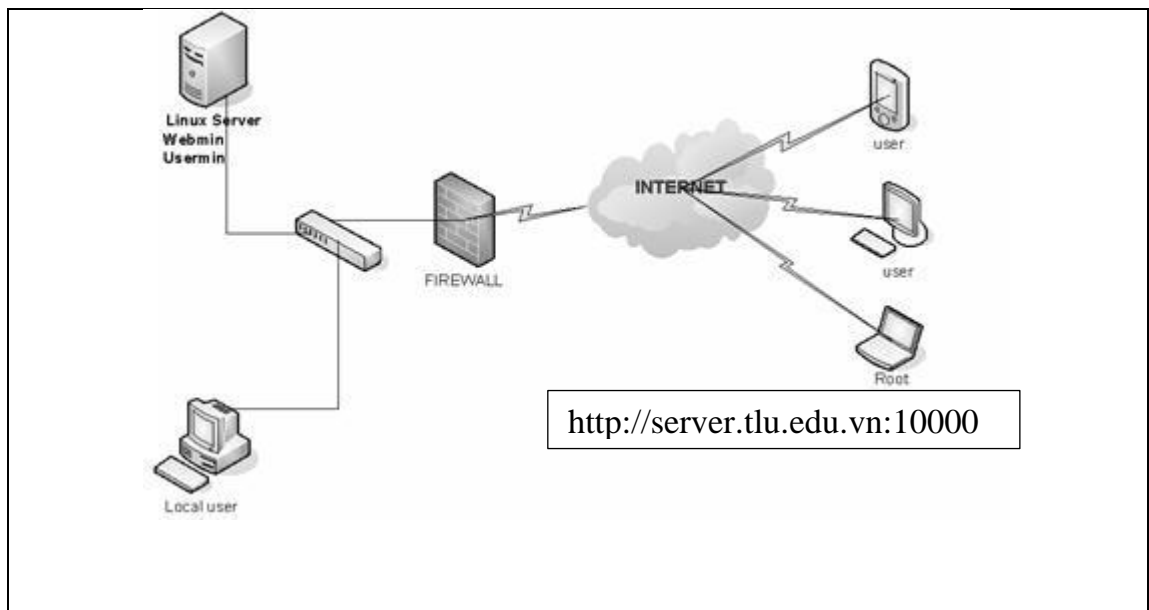 Linux Server
Webmin
Usermin
FIREWALL
INTERNET
user
user
Root
http://server.tlu.edu.vn:10000
Local user